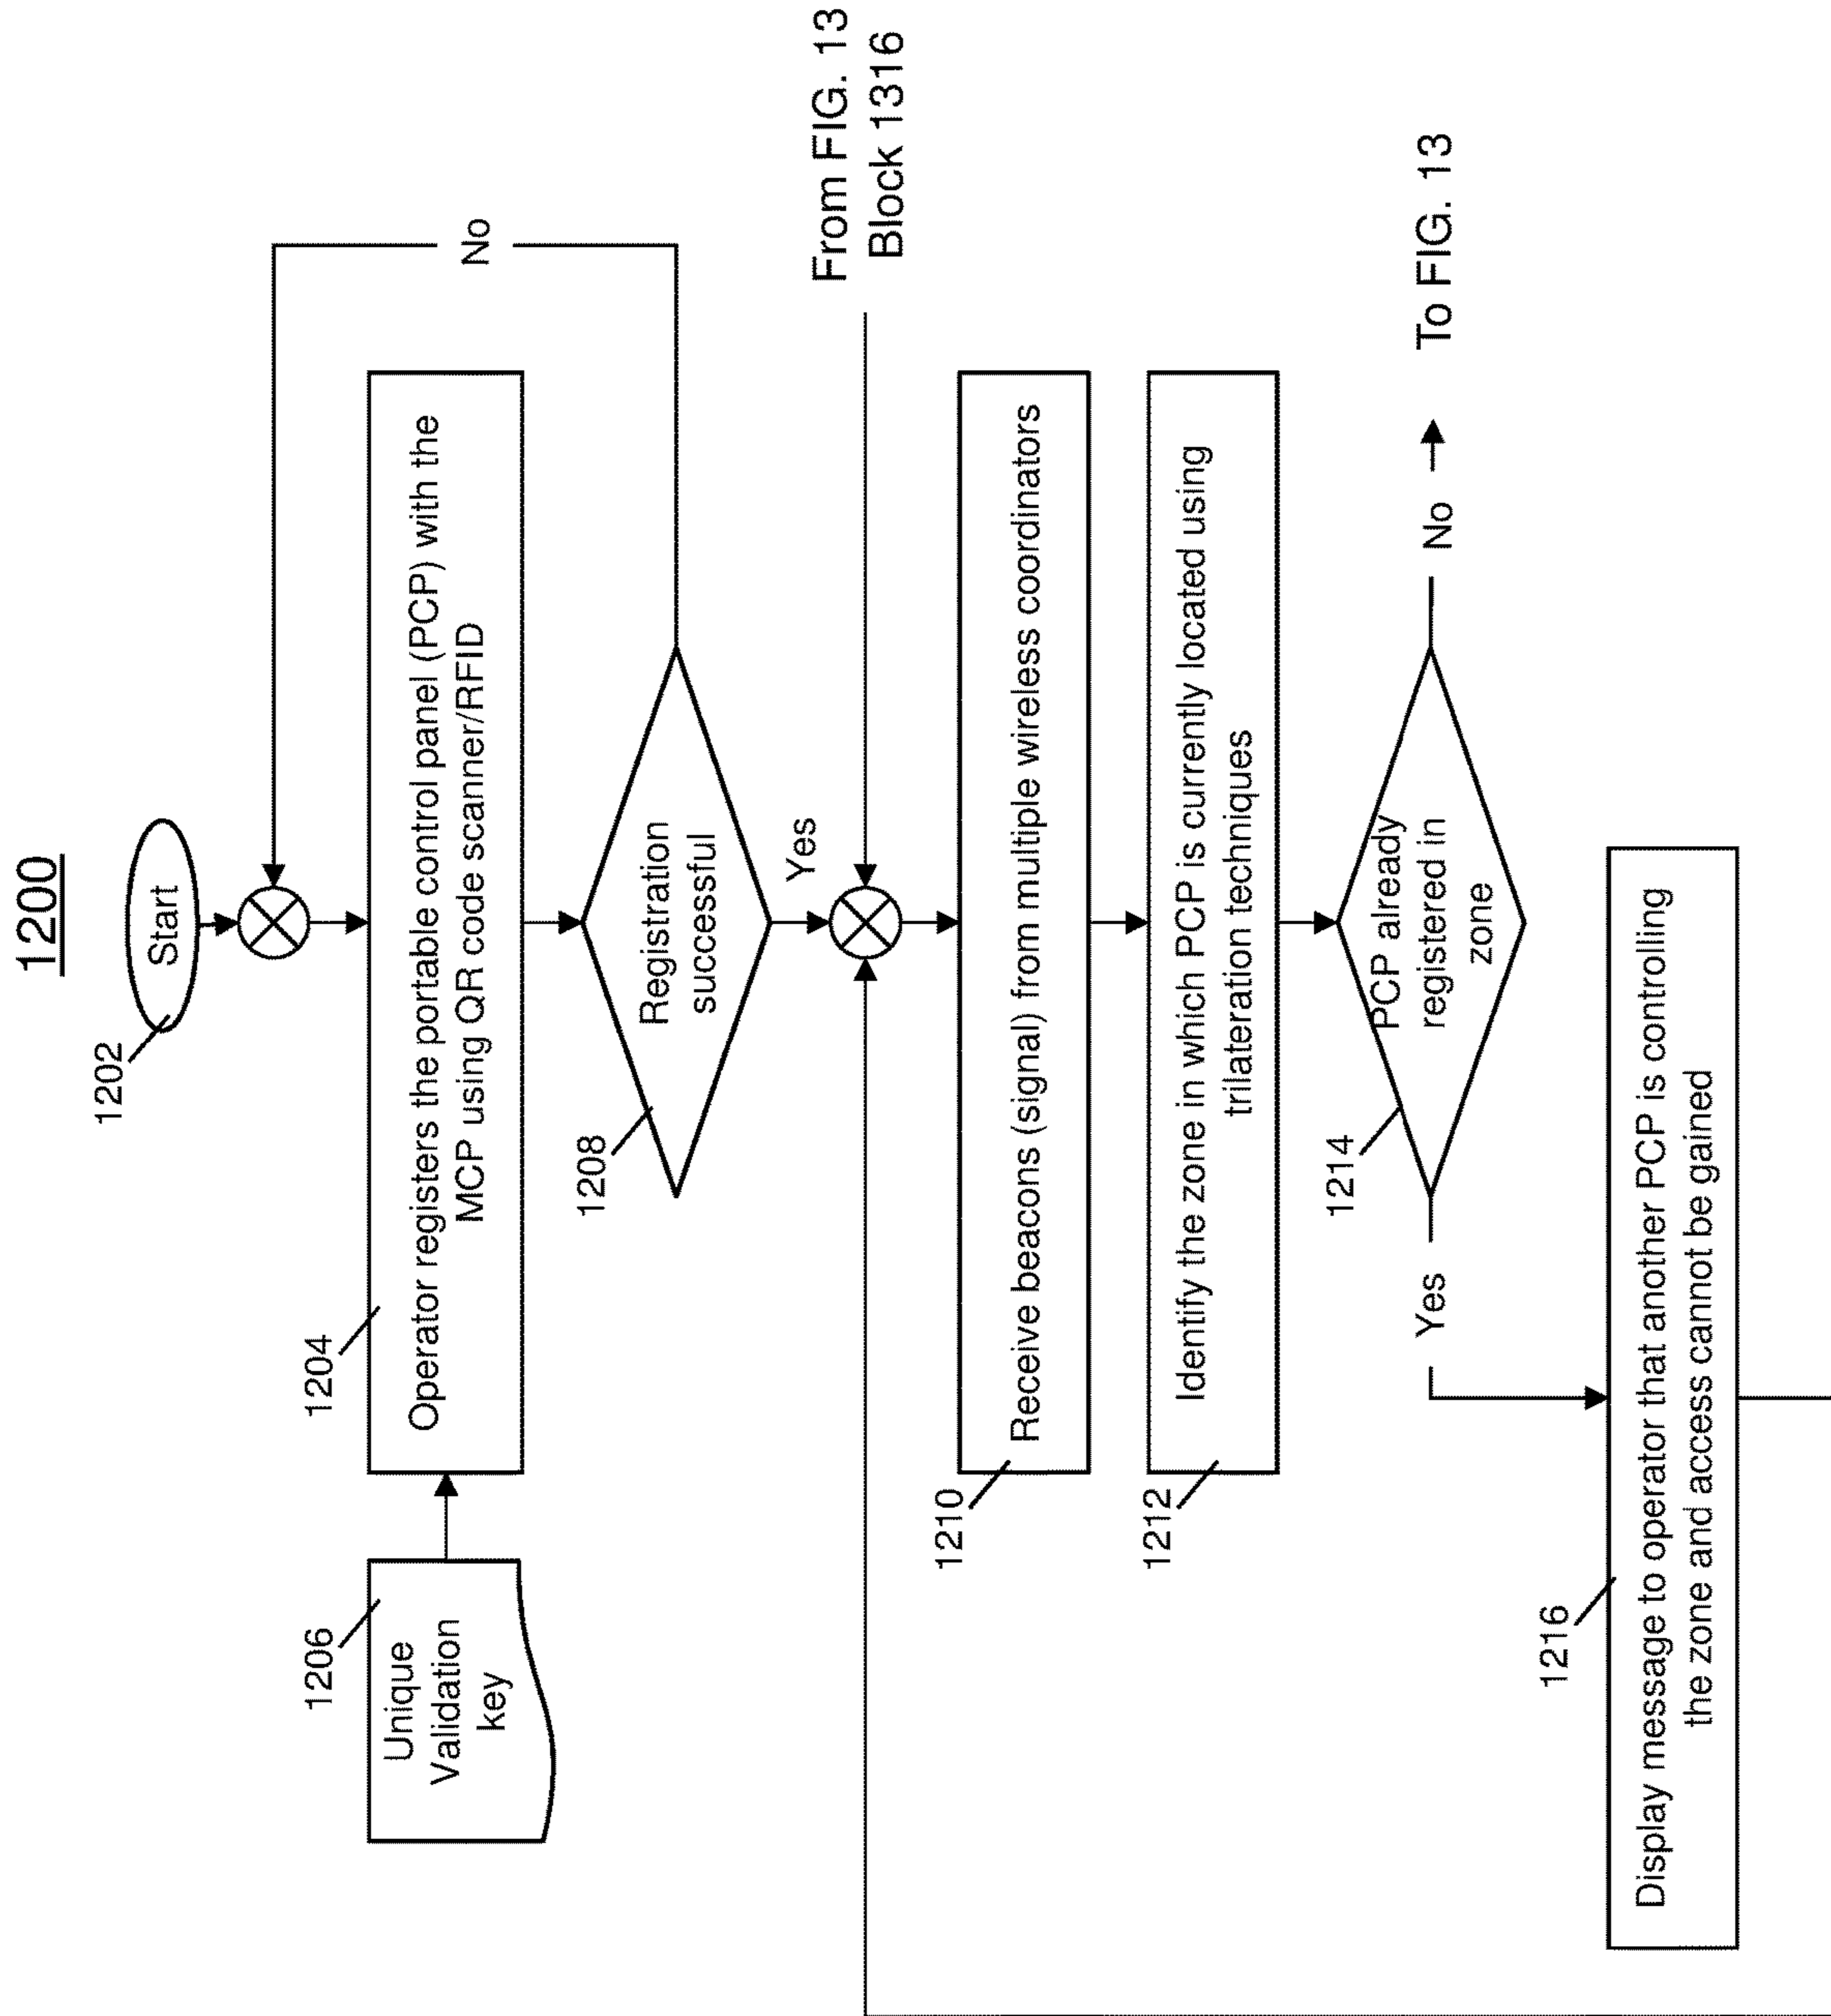 1200
Start
1202
1204
Operator registers the portable control panel (PCP) with the
MCP using QR code scanner/RFID
1206
Unique
Validation
key
No
1208
Registration
successful
Yes
From FIG. 13
Block 1316
1210
Receive beacons (signal) from multiple wireless coordinators
1212
Identify the zone in which PCP is currently located using
trilateration techniques
1214
PCP already
registered in
zone
No
To FIG. 13
Yes
1216
Display message to operator that another PCP is controlling
the zone and access cannot be gained